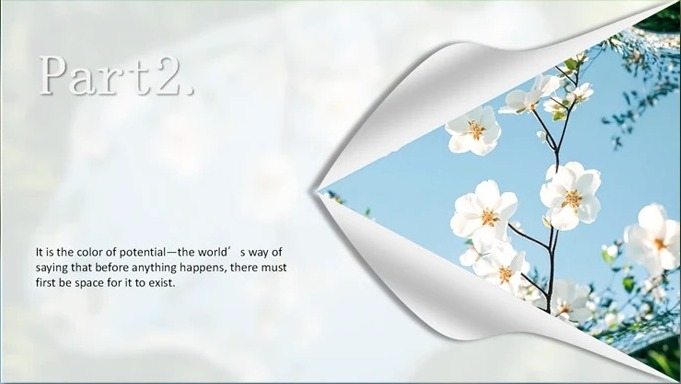 Part2.
It is the color of potential—the world’s way of
saying that before anything happens, there must
first be space for it to exist.